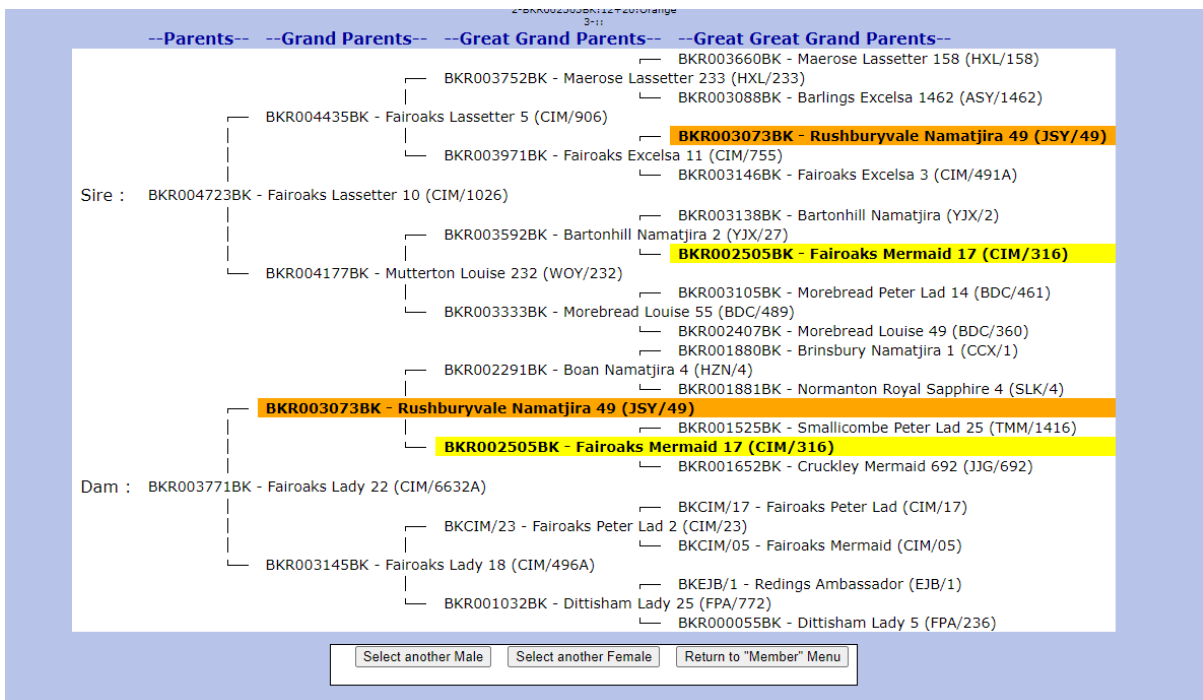 2-BKR002505BK:12+20:Orange
3-::
--Parents-- --Grand Parents-- --Great Grand Parents-- --Great Great Grand Parents--
BKR003660BK - Maerose Lassetter 158 (HXL/158)
BKR003752BK - Maerose Lassetter 233 (HXL/233)
BKR003088BK - Barlings Excelsa 1462 (ASY/1462)
BKR004435BK - Fairoaks Lassetter 5 (CIM/906)
BKR003073BK - Rushburyvale Namatjira 49 (JSY/49)
BKR003971BK - Fairoaks Excelsa 11 (CIM/755)
BKR003146BK - Fairoaks Excelsa 3 (CIM/491A)
Sire : BKR004723BK - Fairoaks Lassetter 10 (CIM/1026)
BKR003138BK - Bartonhill Namatjira (YJX/2)
BKR003592BK - Bartonhill Namatjira 2 (YJX/27)
BKR002505BK - Fairoaks Mermaid 17 (CIM/316)
BKR004177BK - Mutterton Louise 232 (WOY/232)
BKR003105BK - Morebread Peter Lad 14 (BDC/461)
BKR003333BK - Morebread Louise 55 (BDC/489)
BKR002407BK - Morebread Louise 49 (BDC/360)
BKR001880BK - Brinsbury Namatjira 1 (CCX/1)
BKR002291BK - Boan Namatjira 4 (HZN/4)
BKR001881BK - Normanton Royal Sapphire 4 (SLK/4)
BKR003073BK - Rushburyvale Namatjira 49 (JSY/49)
BKR001525BK - Smallicombe Peter Lad 25 (TMM/1416)
BKR002505BK - Fairoaks Mermaid 17 (CIM/316)
BKR001652BK - Cruckley Mermaid 692 (JJG/692)
Dam : BKR003771BK - Fairoaks Lady 22 (CIM/6632A)
BKCIM/17 - Fairoaks Peter Lad (CIM/17)
BKCIM/23 - Fairoaks Peter Lad 2 (CIM/23)
BKCIM/05 - Fairoaks Mermaid (CIM/05)
BKR003145BK - Fairoaks Lady 18 (CIM/496A)
BKEJB/1 - Redings Ambassador (EJB/1)
BKR001032BK - Dittisham Lady 25 (FPA/772)
BKR000055BK - Dittisham Lady 5 (FPA/236)
Select another Male Select another Female Return to "Member" Menu